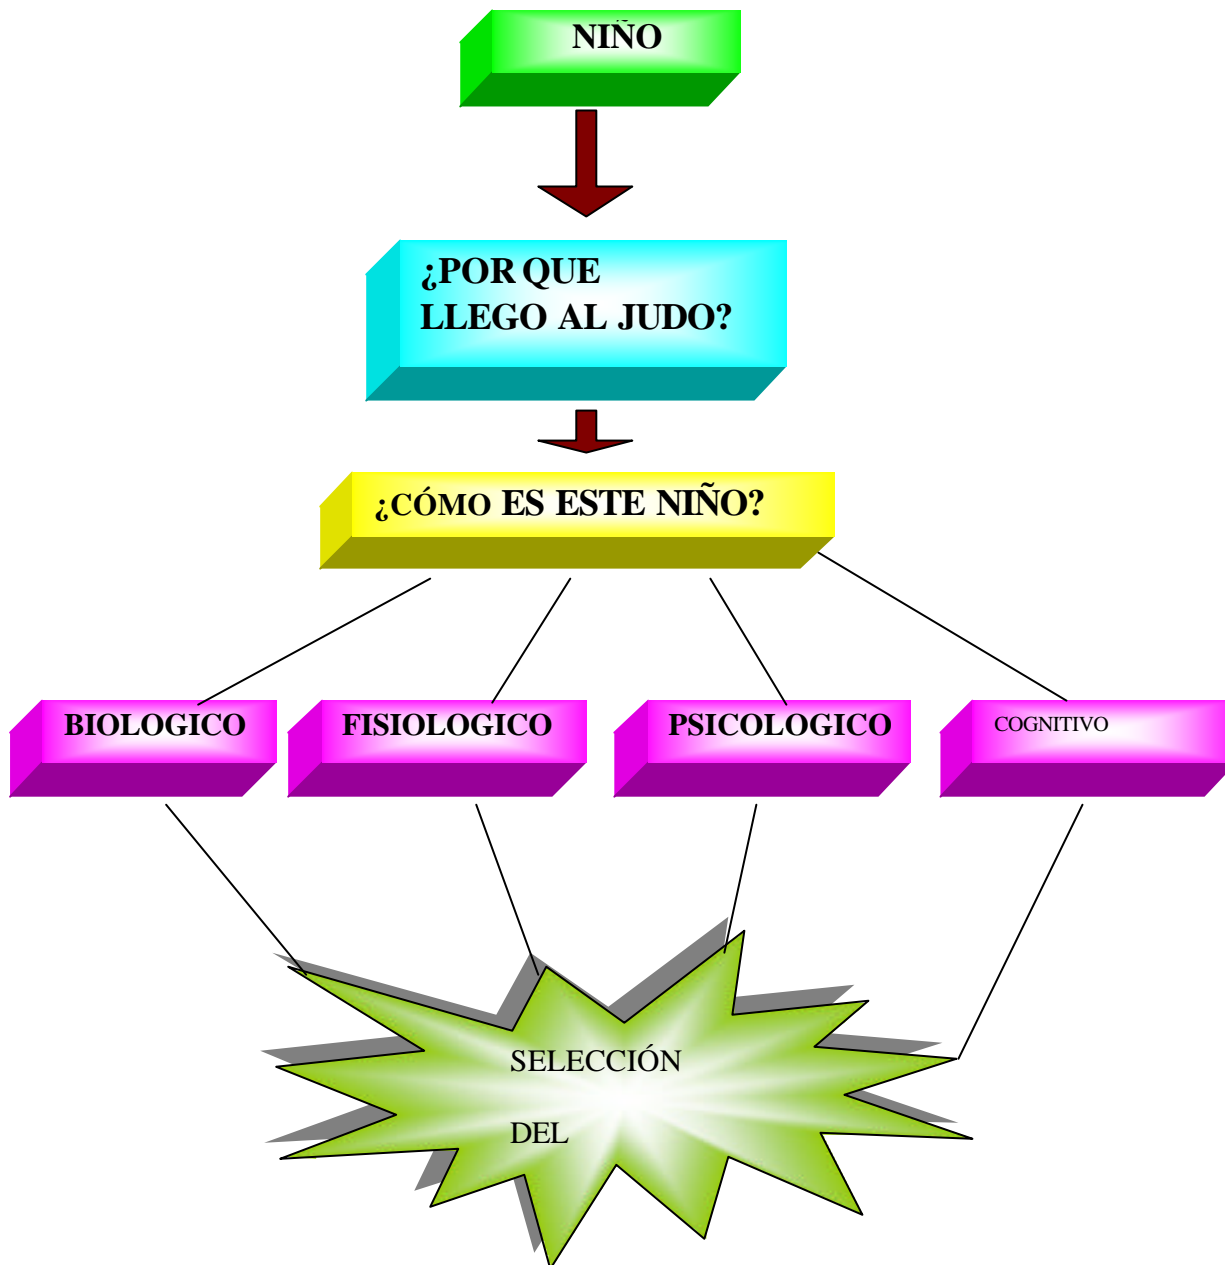 NIÑO
¿POR QUE
LLEGO AL JUDO?
¿CÓMO ES ESTE NIÑO?
BIOLOGICO
FISIOLOGICO
PSICOLOGICO
COGNITIVO
SELECCIÓN
DEL